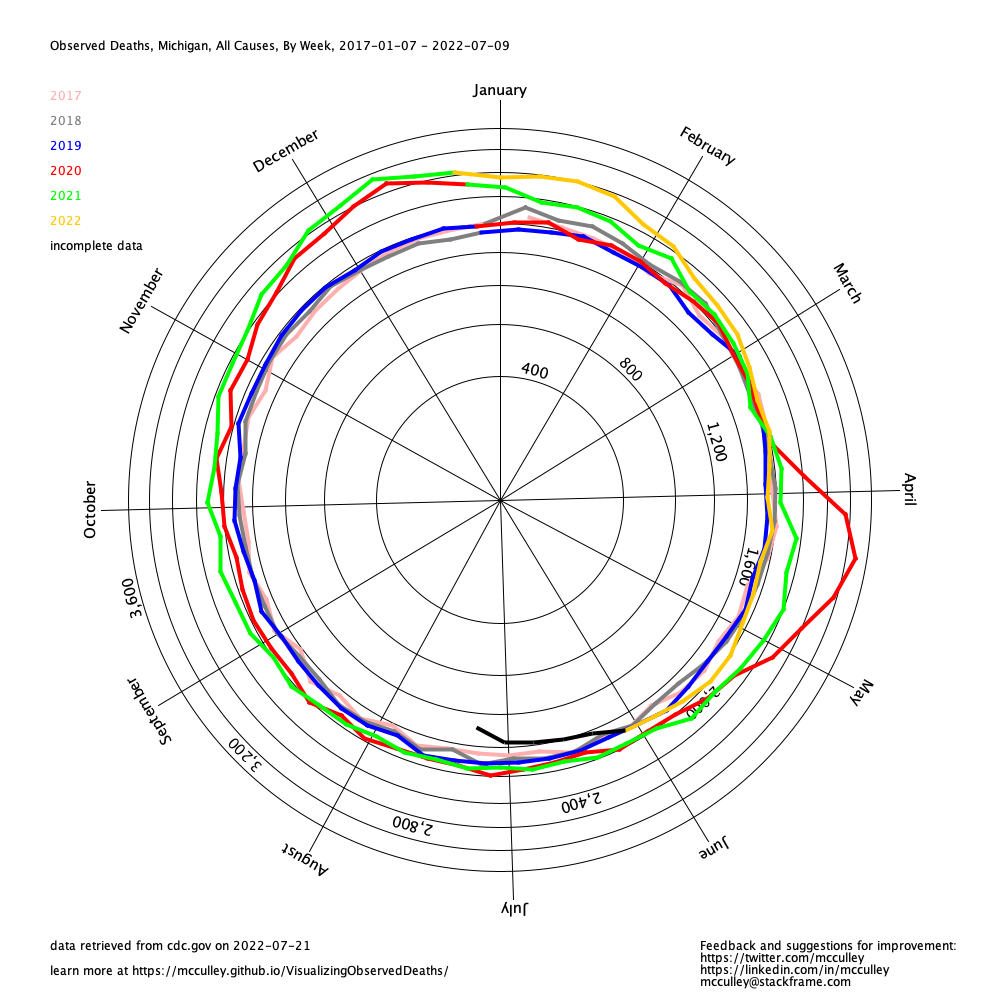 Observed Deaths, Michigan, All Causes, By Week, 2017-01-07 - 2022-07-09
January
2017
2018
2019
2020
2021
2022
incomplete data
December
February
November
March
October
April
September
May
August
June
July
400
800
1,200
1,600
2,000
2,400
2,800
3,200
3,600
data retrieved from cdc.gov on 2022-07-21
learn more at https://mcculley.github.io/VisualizingObservedDeaths/
Feedback and suggestions for improvement:
https://twitter.com/mcculley
https://linkedin.com/in/mcculley
mcculley@stackframe.com